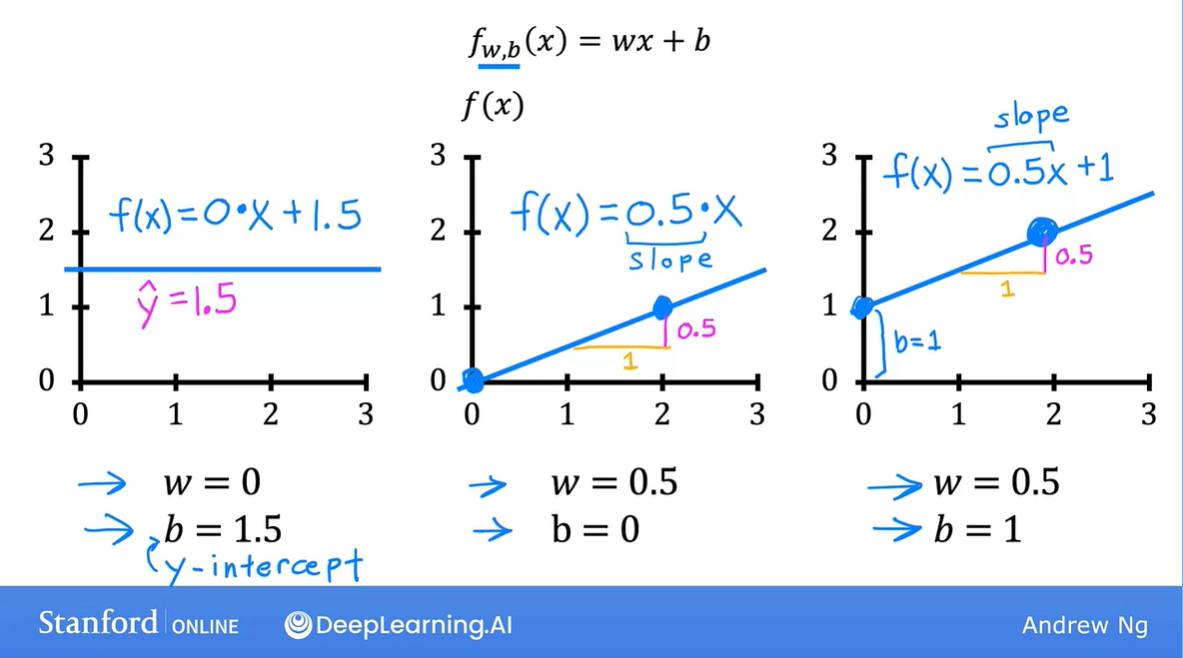 f_{w,b}(x) = wx + b
f(x)
3
2
1
0
0 1 2 3
f(x)=0·X+1.5
ŷ=1.5
→ w = 0
→ b = 1.5
y-intercept
3
2
1
0
0 1 2 3
f(x)=0.5·X
slope
0.5
1
→ w = 0.5
→ b = 0
3
2
1
0
0 1 2 3
slope
f(x)=0.5x+1
0.5
1
b=1
→ w = 0.5
→ b = 1
Stanford | ONLINE DeepLearning.AI Andrew Ng